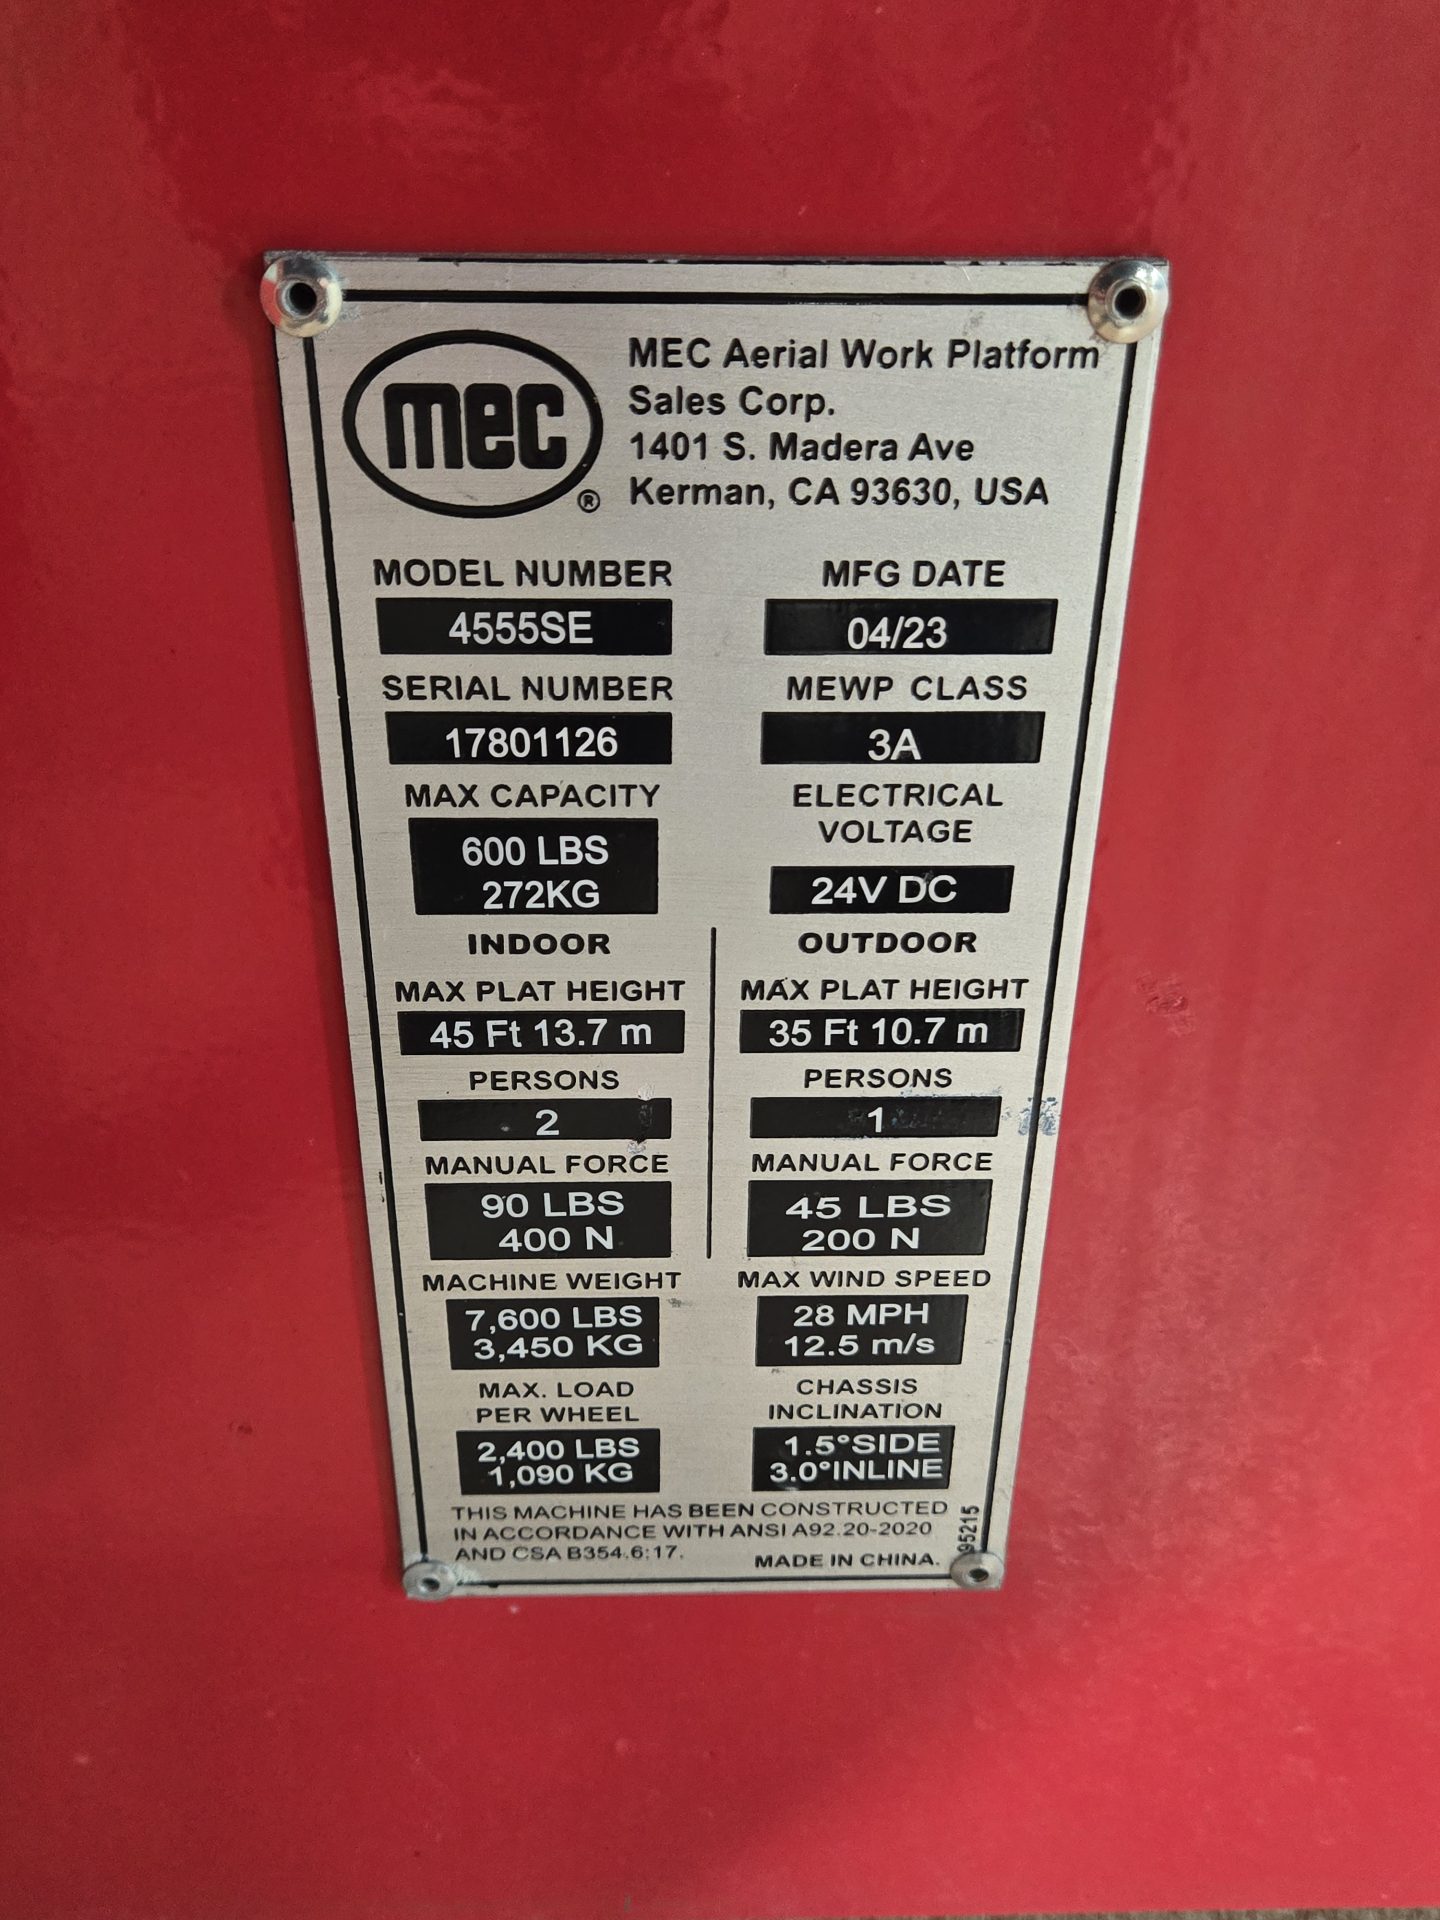 mec
®
MEC Aerial Work Platform
Sales Corp.
1401 S. Madera Ave
Kerman, CA 93630, USA
MODEL NUMBER
4555SE
MFG DATE
04/23
SERIAL NUMBER
17801126
MEWP CLASS
3A
MAX CAPACITY
600 LBS
272KG
ELECTRICAL
VOLTAGE
24V DC
INDOOR
MAX PLAT HEIGHT
45 Ft 13.7 m
PERSONS
2
MANUAL FORCE
90 LBS
400 N
OUTDOOR
MAX PLAT HEIGHT
35 Ft 10.7 m
PERSONS
1
MANUAL FORCE
45 LBS
200 N
MACHINE WEIGHT
7,600 LBS
3,450 KG
MAX WIND SPEED
28 MPH
12.5 m/s
MAX. LOAD
PER WHEEL
2,400 LBS
1,090 KG
CHASSIS
INCLINATION
1.5°SIDE
3.0°INLINE
THIS MACHINE HAS BEEN CONSTRUCTED
IN ACCORDANCE WITH ANSI A92.20-2020
AND CSA B354.6:17.
MADE IN CHINA.
95215